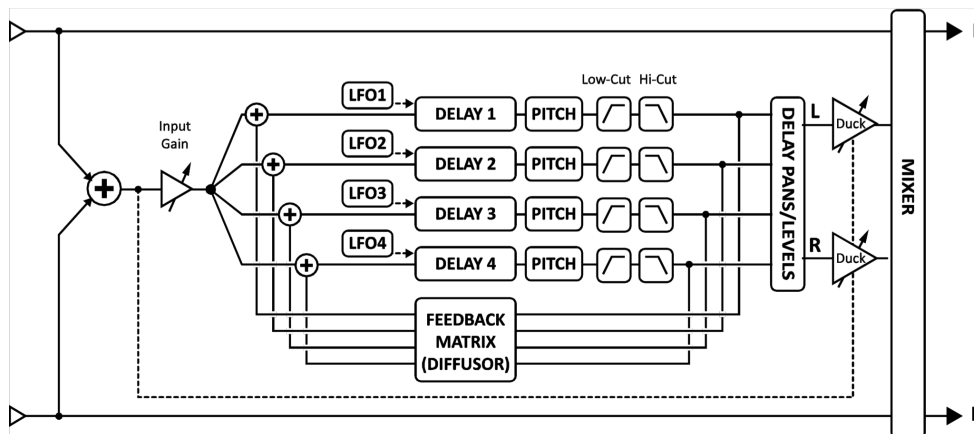 Low-Cut Hi-Cut
LFO1
DELAY 1 PITCH
Input
Gain
LFO2
DELAY 2 PITCH
LFO3
DELAY 3 PITCH
LFO4
DELAY 4 PITCH
FEEDBACK
MATRIX
(DIFFUSOR)
DELAY PANS/LEVELS
L
Duck
R
Duck
MIXER